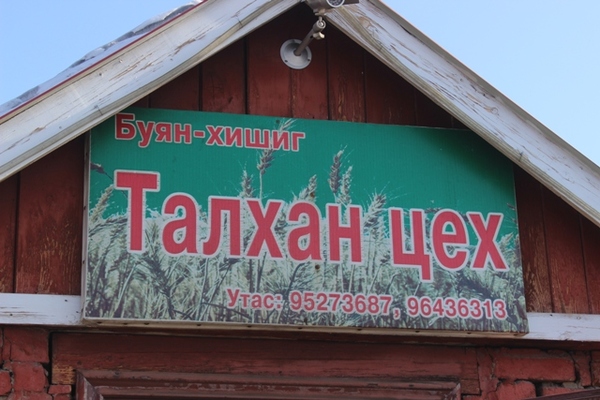 Буян-хишиг
Талхан цех
Утас: 95273687, 96436313